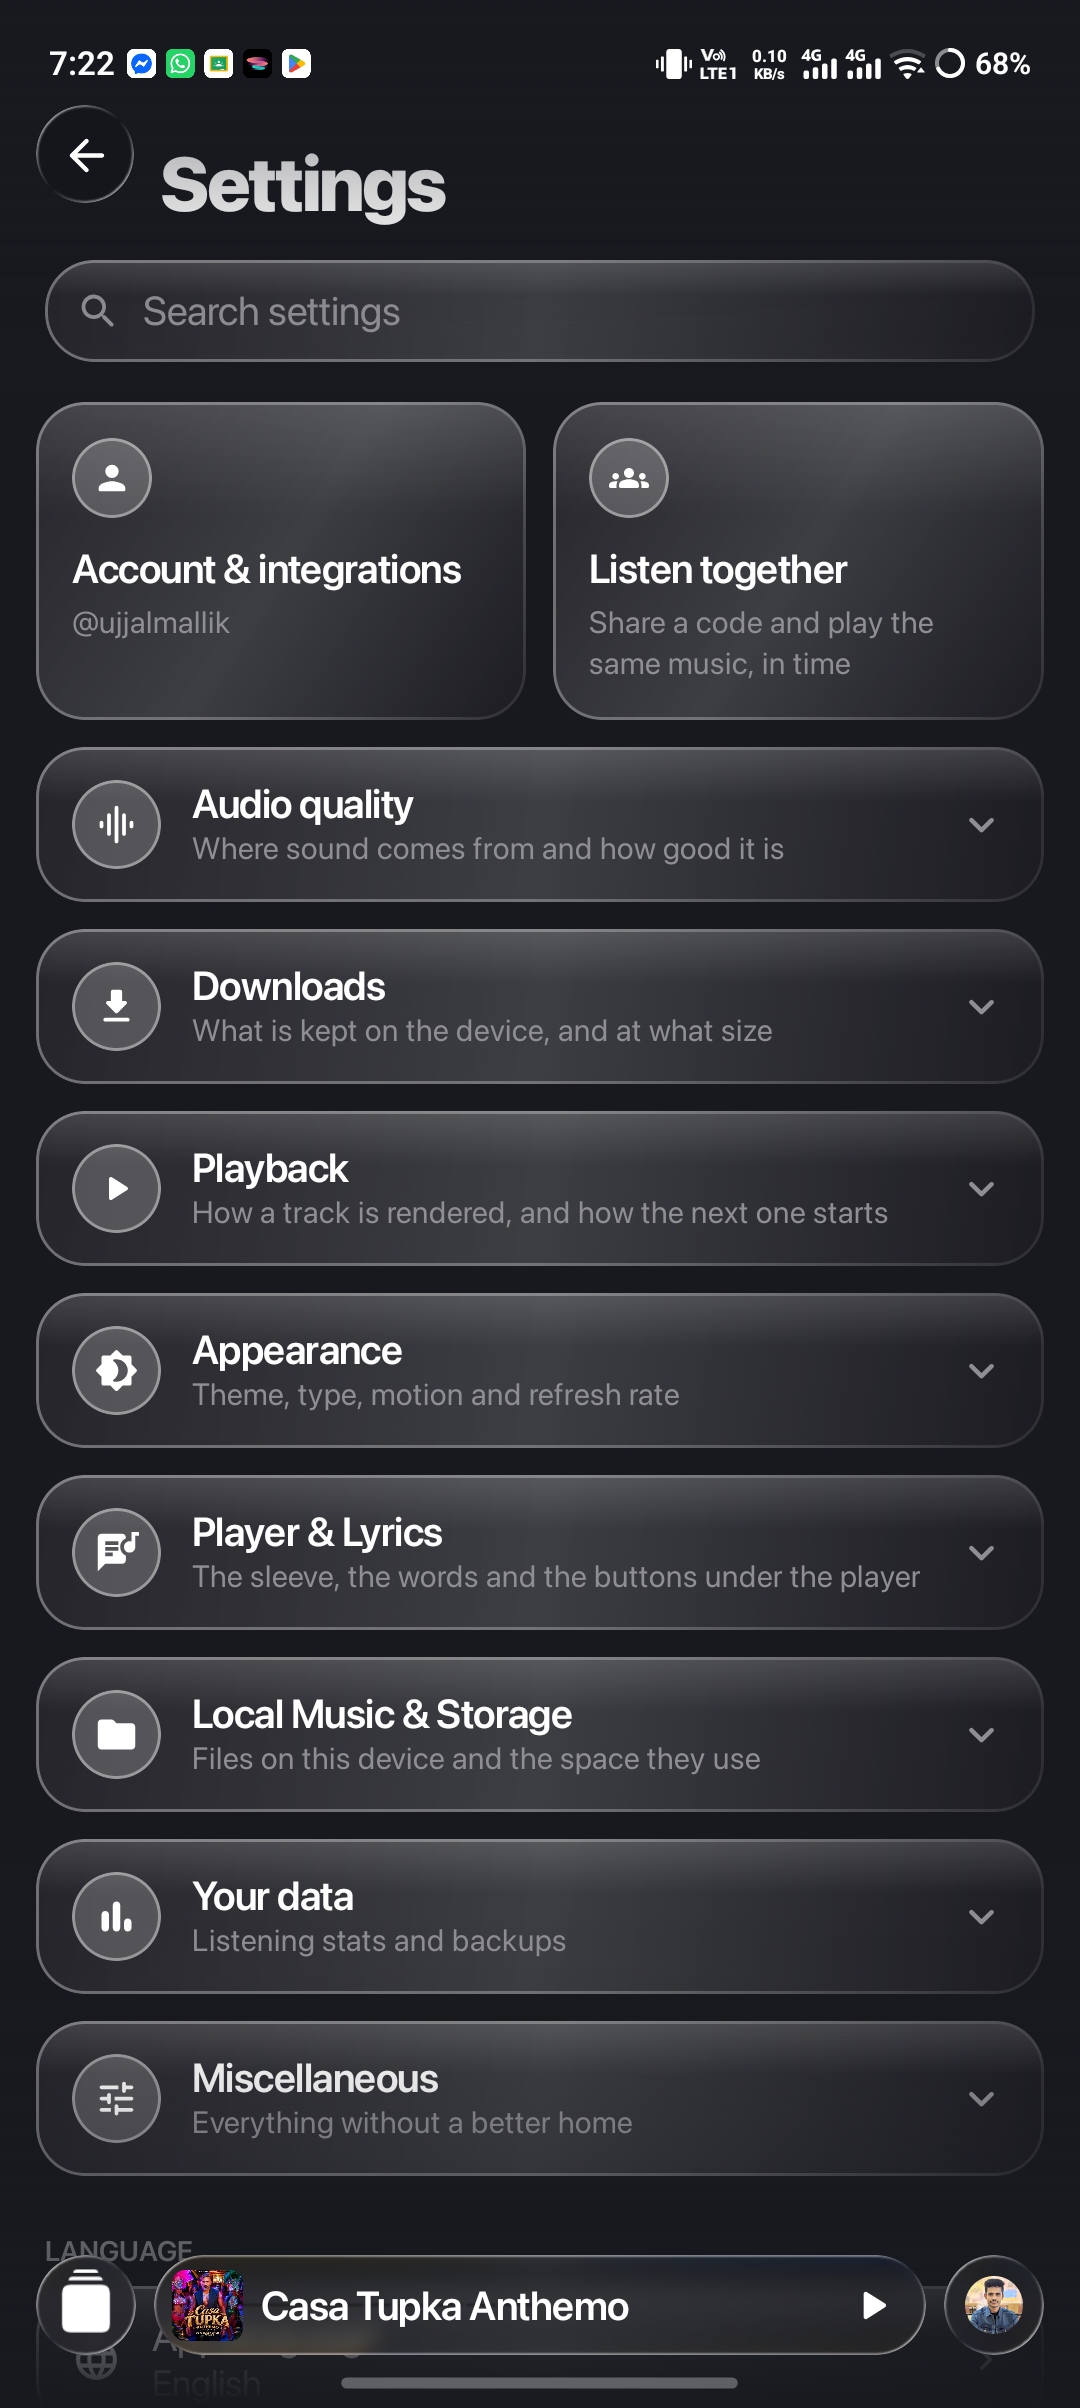 7:22
Vo)
LTE1
0.10
KB/s
4G
4G
68%
Settings
Search settings
Account & integrations
@ujjalmallik
Listen together
Share a code and play the
same music, in time
Audio quality
Where sound comes from and how good it is
Downloads
What is kept on the device, and at what size
Playback
How a track is rendered, and how the next one starts
Appearance
Theme, type, motion and refresh rate
Player & Lyrics
The sleeve, the words and the buttons under the player
Local Music & Storage
Files on this device and the space they use
Your data
Listening stats and backups
Miscellaneous
Everything without a better home
LANGUAGE
Casa
TUPKA
Casa Tupka Anthemo
English